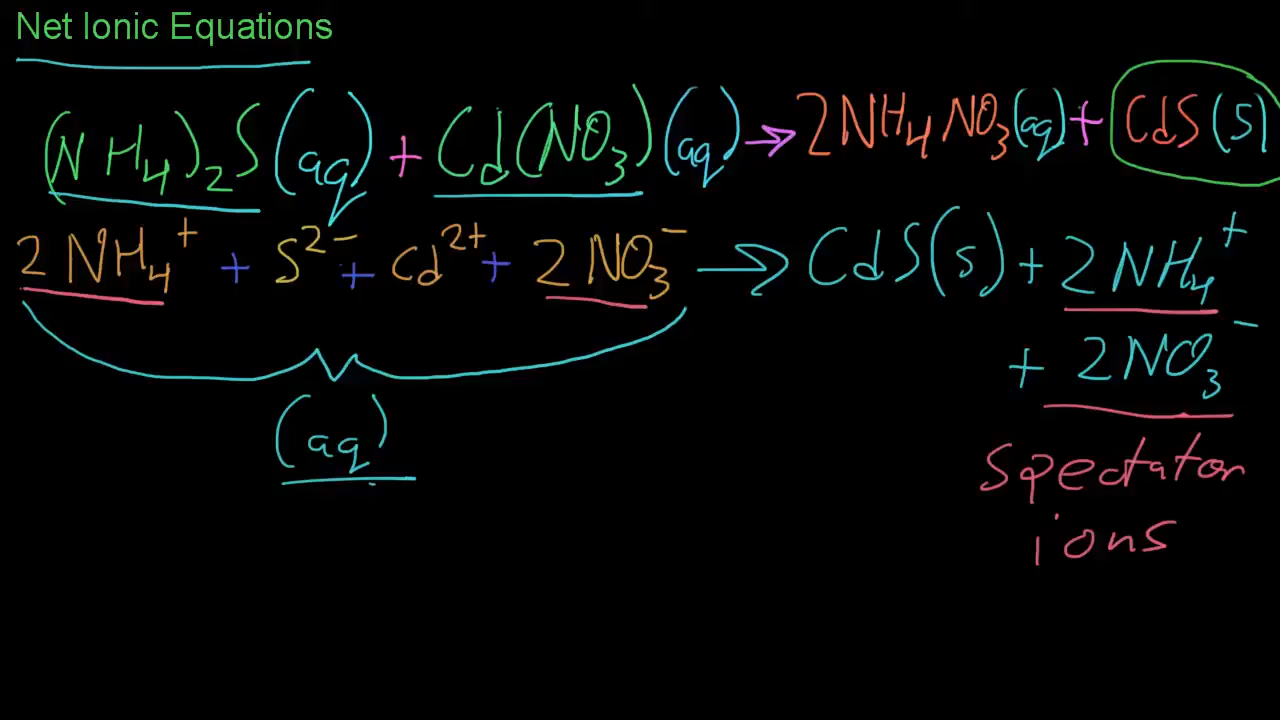 Net Ionic Equations
(NH₄)₂S(aq) + Cd(NO₃)(aq) → 2NH₄NO₃(aq) + CdS(s)
2NH₄⁺ + S²⁻ + Cd²⁺ + 2NO₃⁻ → CdS(s) + 2NH₄⁺
+ 2NO₃⁻
(aq)
Spectator
ions